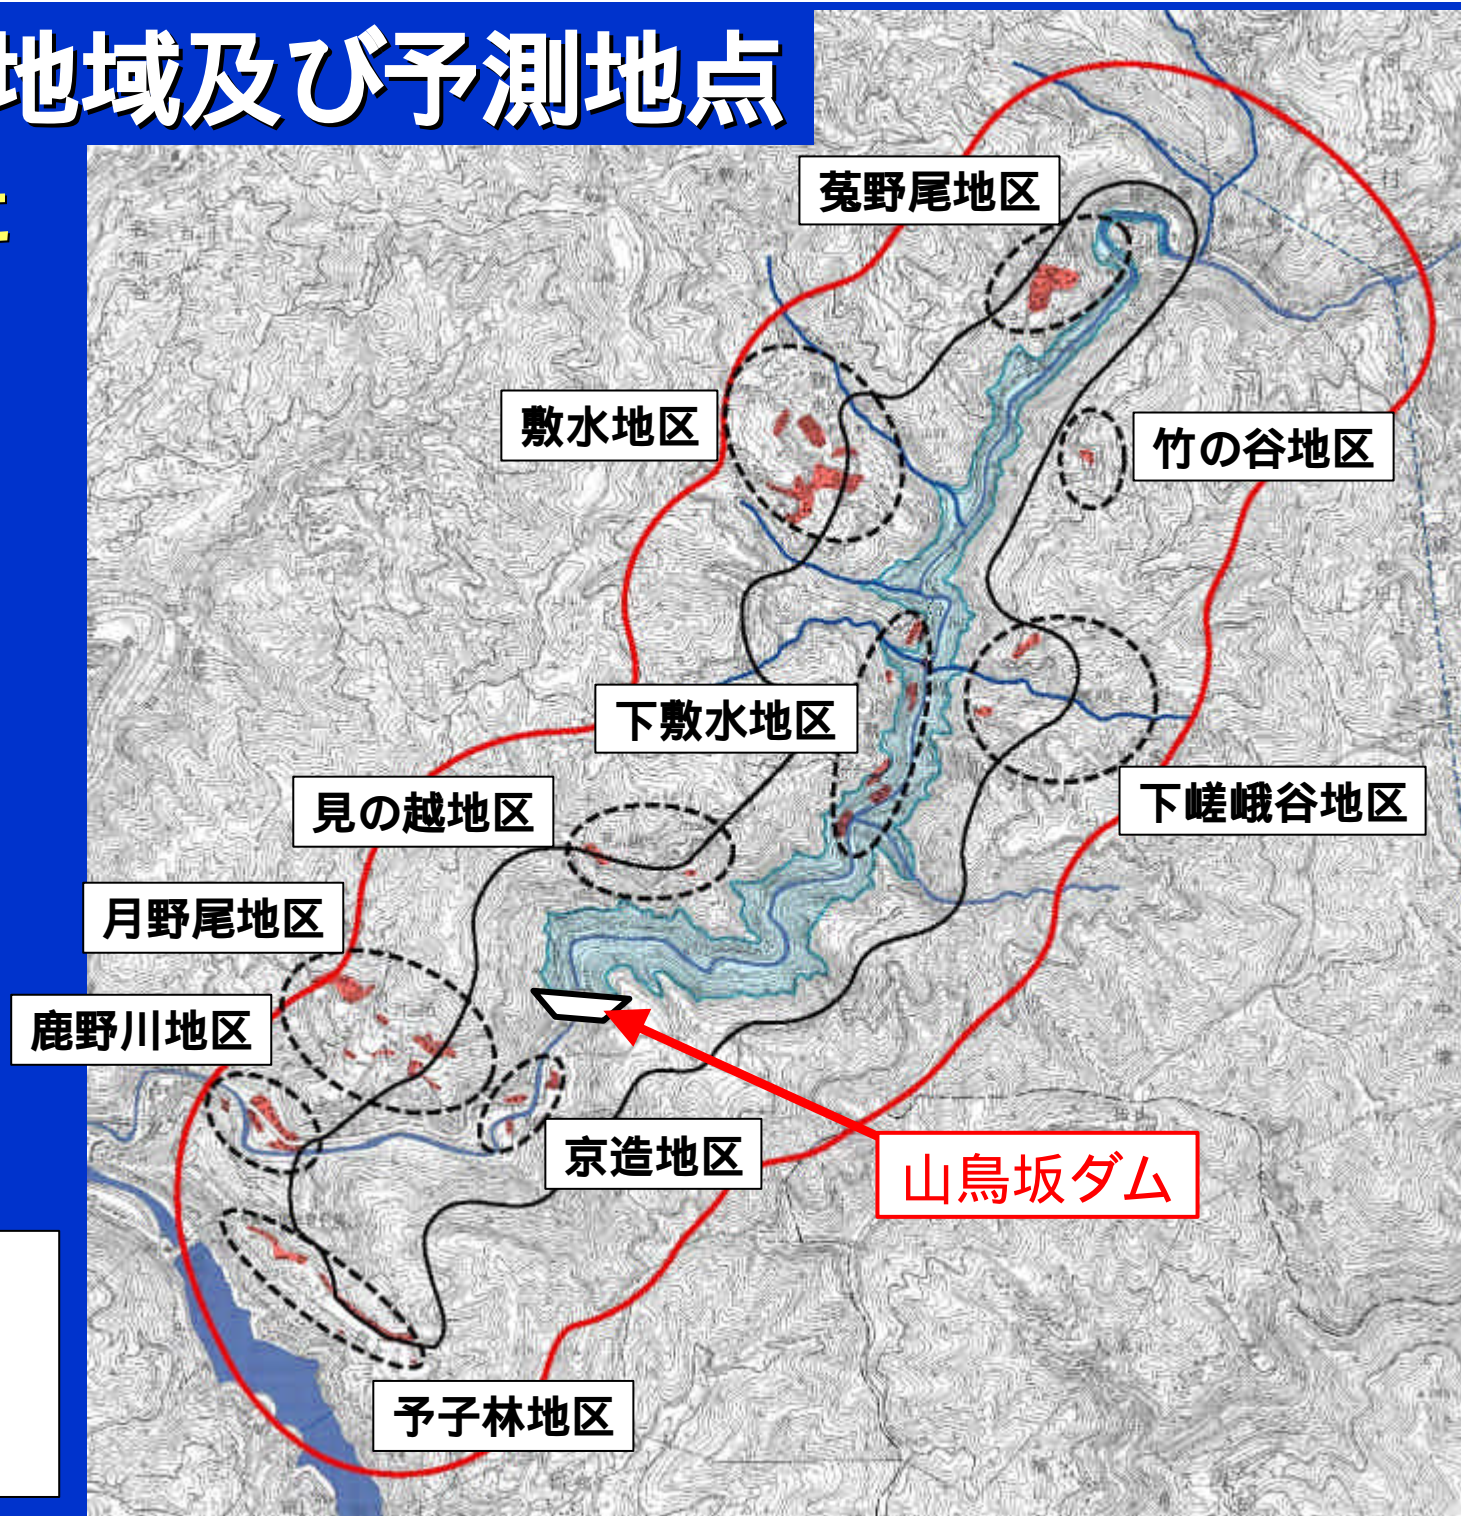 地域及び予測地点
菟野尾地区
敷水地区
竹の谷地区
下敷水地区
下嵯峨谷地区
見の越地区
月野尾地区
鹿野川地区
京造地区
山鳥坂ダム
予子林地区